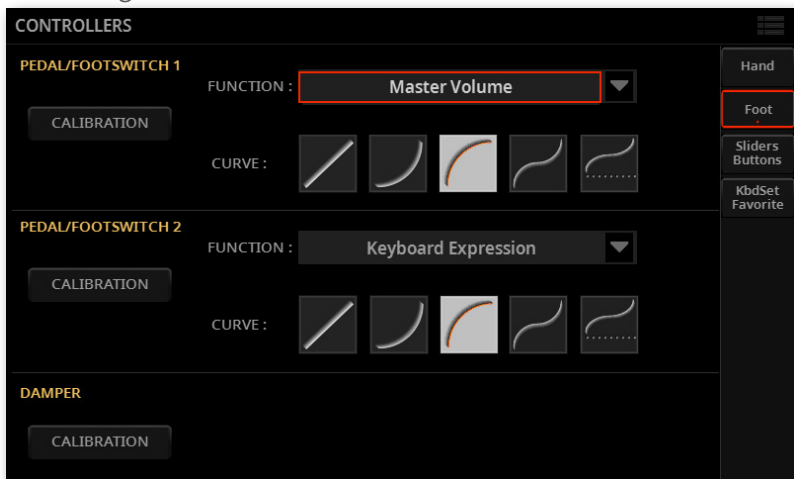 CONTROLLERS
PEDAL/FOOTSWITCH 1
FUNCTION :
Master Volume
CALIBRATION
CURVE :
PEDAL/FOOTSWITCH 2
FUNCTION :
Keyboard Expression
CALIBRATION
CURVE :
DAMPER
CALIBRATION
Hand
Foot
Sliders
Buttons
KbdSet
Favorite